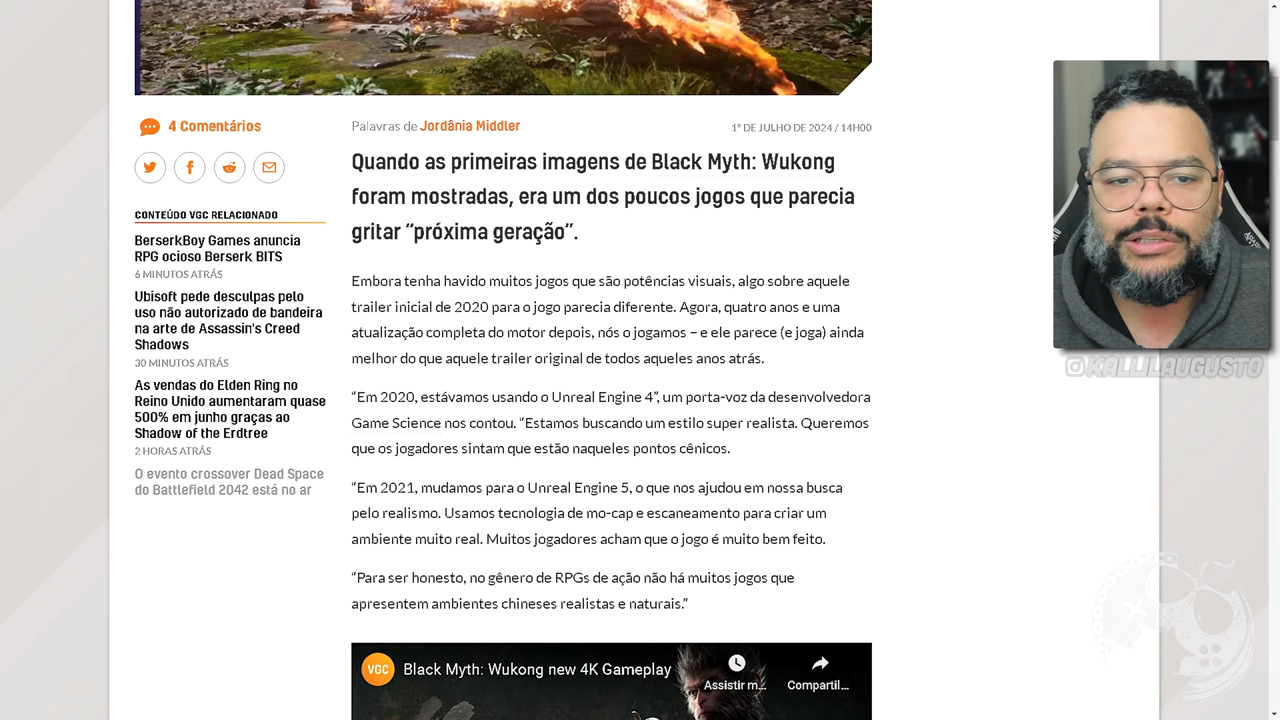 4 Comentários
CONTEÚDO VGC RELACIONADO
BerserkBoy Games anuncia
RPG ocioso Berserk BITS
6 MINUTOS ATRÁS
Ubisoft pede desculpas pelo
uso não autorizado de bandeira
na arte de Assassin's Creed
Shadows
30 MINUTOS ATRÁS
As vendas do Elden Ring no
Reino Unido aumentaram quase
500% em junho graças ao
Shadow of the Erdtree
2 HORAS ATRÁS
O evento crossover Dead Space
do Battlefield 2042 está no ar
Palavras de Jordânia Middler
1º DE JULHO DE 2024 / 14H00
Quando as primeiras imagens de Black Myth: Wukong
foram mostradas, era um dos poucos jogos que parecia
gritar “próxima geração”.
Embora tenha havido muitos jogos que são potências visuais, algo sobre aquele
trailer inicial de 2020 para o jogo parecia diferente. Agora, quatro anos e uma
atualização completa do motor depois, nós o jogamos – e ele parece (e joga) ainda
melhor do que aquele trailer original de todos aqueles anos atrás.
“Em 2020, estávamos usando o Unreal Engine 4”, um porta-voz da desenvolvedora
Game Science nos contou. “Estamos buscando um estilo super realista. Queremos
que os jogadores sintam que estão naqueles pontos cênicos.
“Em 2021, mudamos para o Unreal Engine 5, o que nos ajudou em nossa busca
pelo realismo. Usamos tecnologia de mo-cap e escaneamento para criar um
ambiente muito real. Muitos jogadores acham que o jogo é muito bem feito.
“Para ser honesto, no gênero de RPGs de ação não há muitos jogos que
apresentem ambientes chineses realistas e naturais.”
VGC
Black Myth: Wukong new 4K Gameplay
Assistir m...
Compartil...
KALLILAUGUSTO